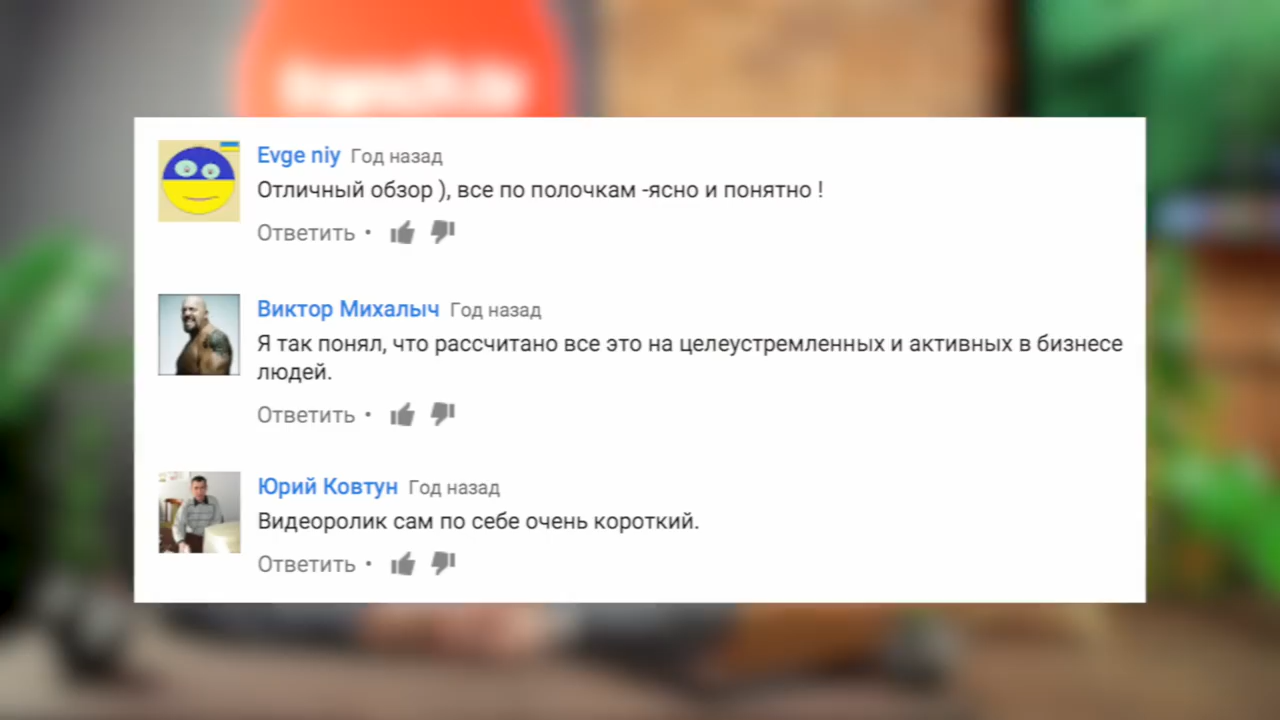 Evge niy Год назад
Отличный обзор ), все по полочкам -ясно и понятно !
Ответить •
Виктор Михалыч Год назад
Я так понял, что рассчитано все это на целеустремленных и активных в бизнесе
людей.
Ответить •
Юрий Ковтун Год назад
Видеоролик сам по себе очень короткий.
Ответить •